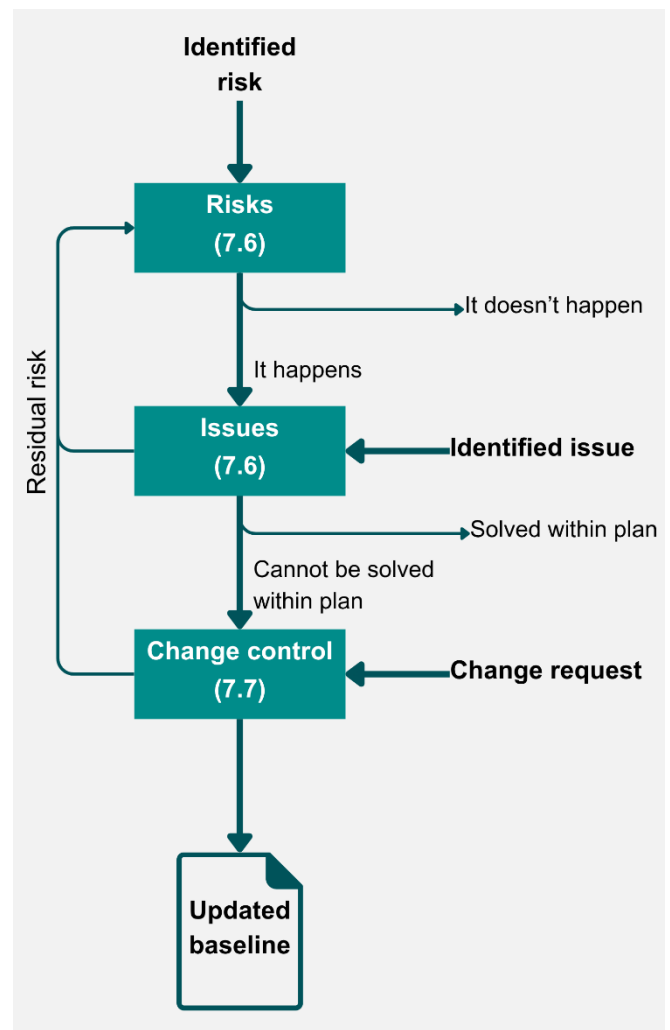 Identified
risk
Risks
(7.6)
It doesn’t happen
It happens
Residual risk
Issues
(7.6)
Identified issue
Solved within plan
Cannot be solved
within plan
Change control
(7.7)
Change request
Updated
baseline